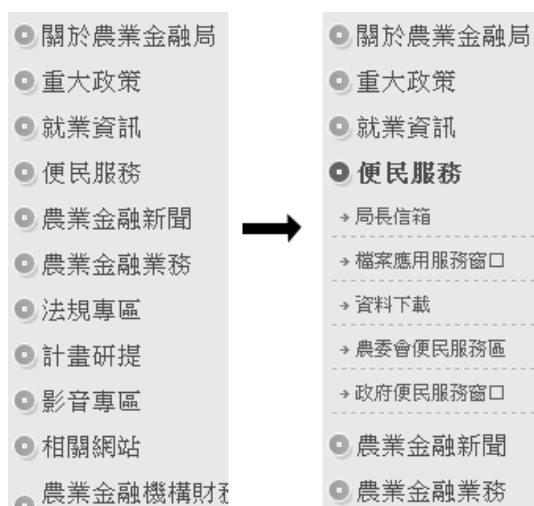 關於農業金融局
重大政策
就業資訊
便民服務
農業金融新聞
農業金融業務
法規專區
計畫研提
影音專區
相關網站
農業金融機構財
關於農業金融局
重大政策
就業資訊
便民服務
局長信箱
檔案應用服務窗口
資料下載
農委會便民服務區
政府便民服務窗口
農業金融新聞
農業金融業務